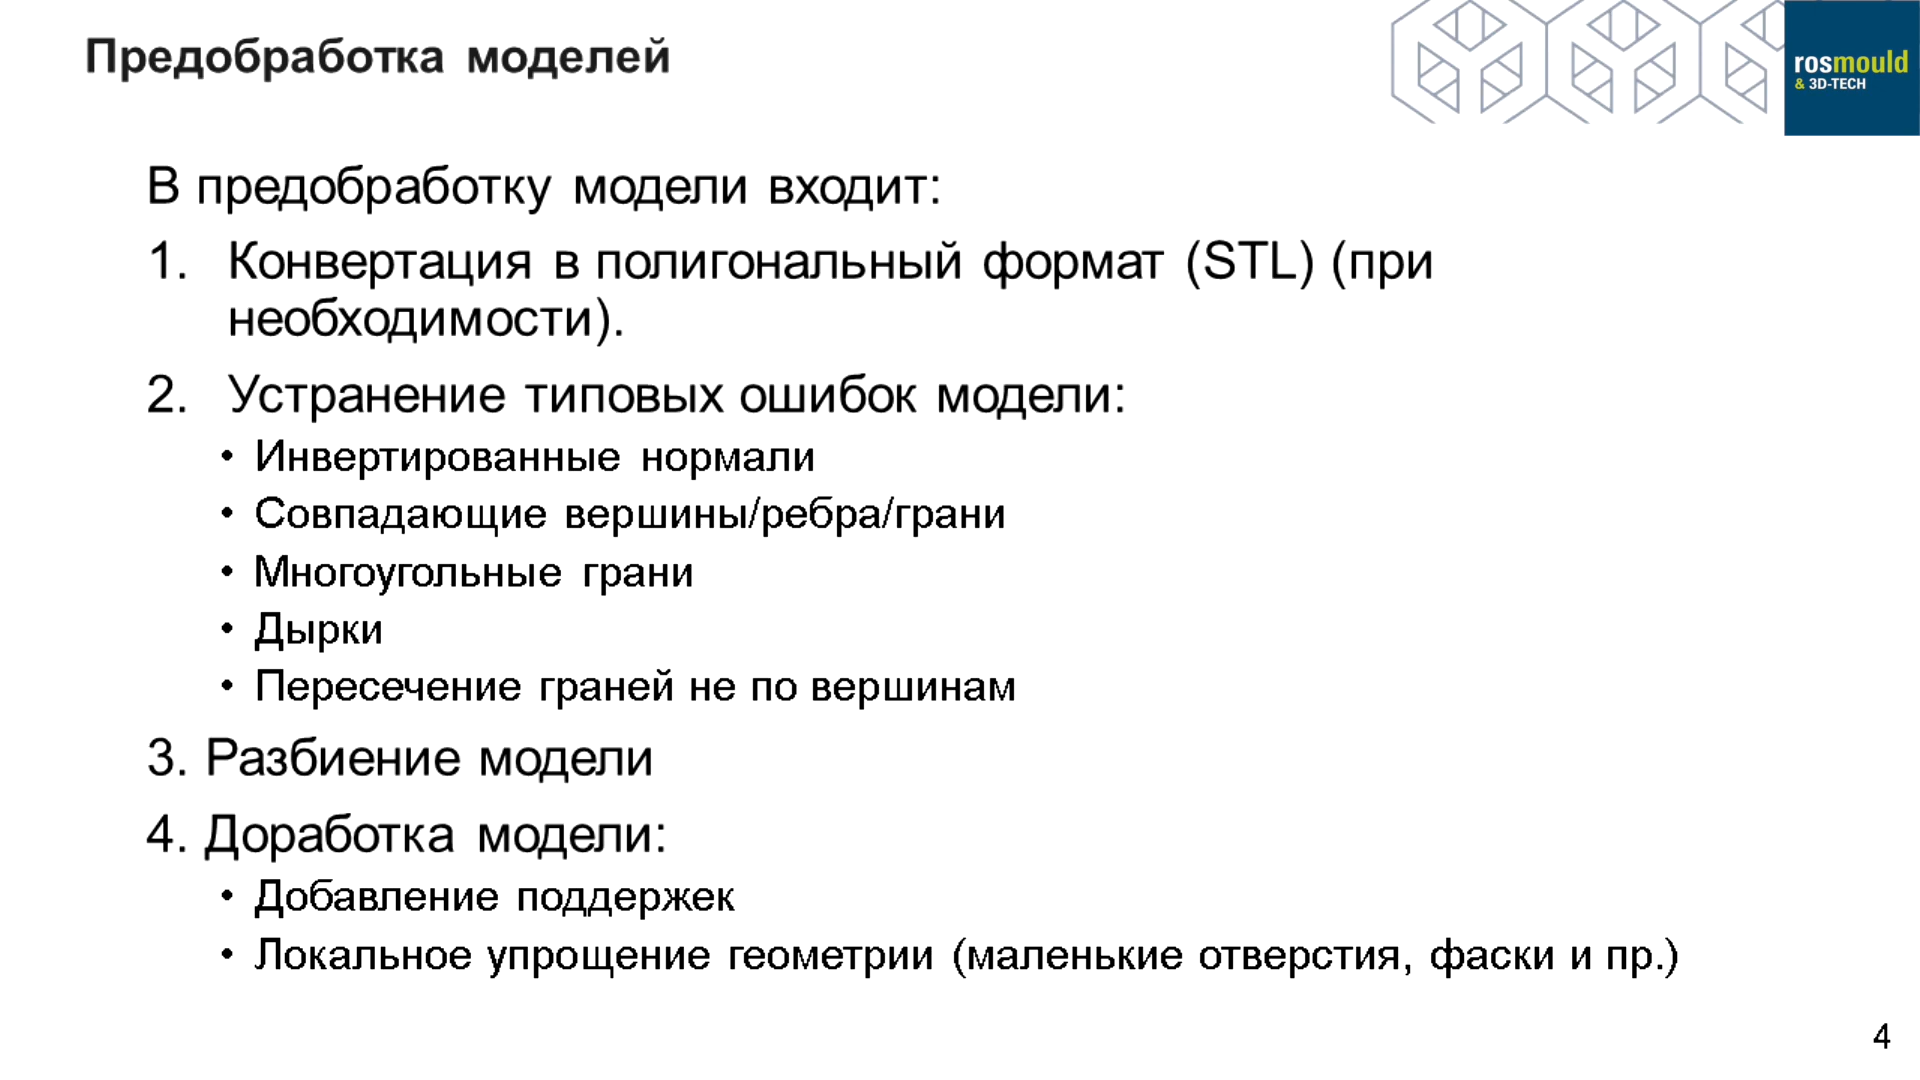 Предобработка моделей
rosmould
& 3D-TECH
В предобработку модели входит:
1. Конвертация в полигональный формат (STL) (при
необходимости).
2. Устранение типовых ошибок модели:
• Инвертированные нормали
• Совпадающие вершины/ребра/грани
• Многоугольные грани
• Дырки
• Пересечение граней не по вершинам
3. Разбиение модели
4. Доработка модели:
• Добавление поддержек
• Локальное упрощение геометрии (маленькие отверстия, фаски и пр.)
4